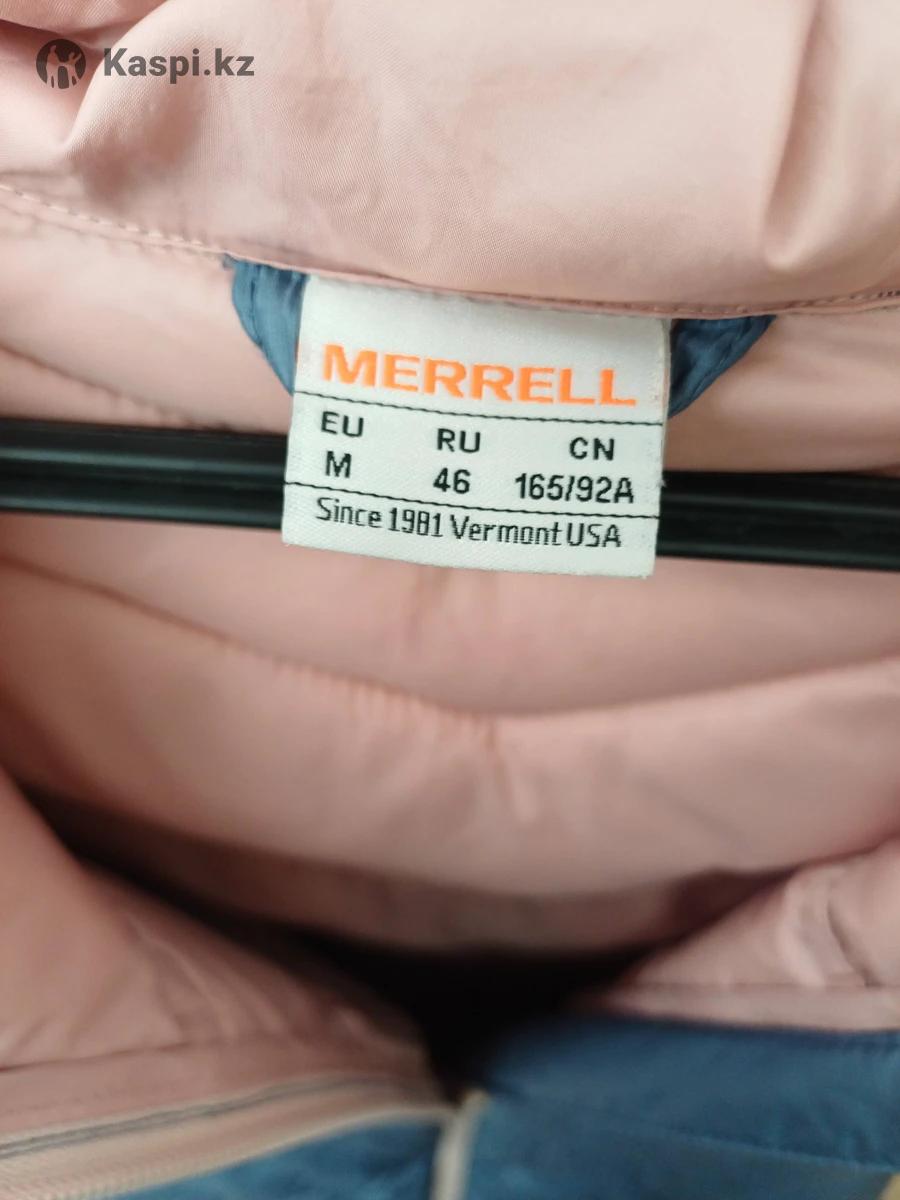 Kaspi.kz
MERRELL
EU RU CN
M 46 165/92A
Since 1981 Vermont USA